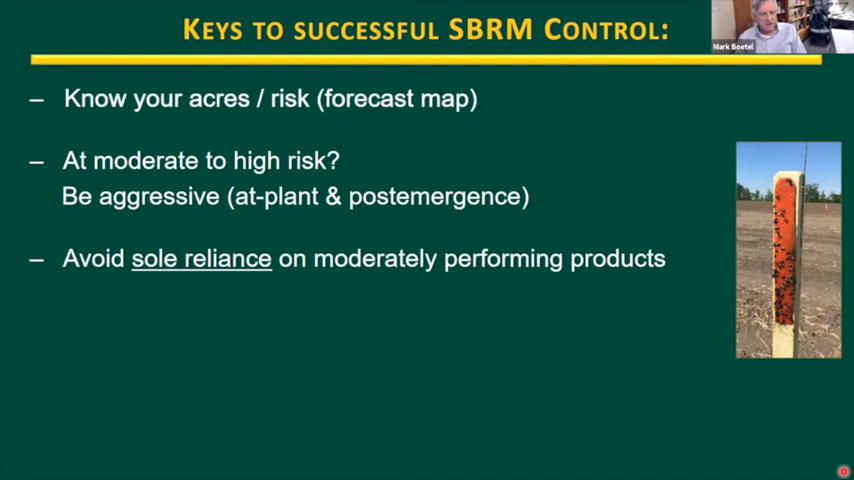 KEYS TO SUCCESSFUL SBRM CONTROL:
Mark Boetel
– Know your acres / risk (forecast map)
– At moderate to high risk?
Be aggressive (at-plant & postemergence)
– Avoid sole reliance on moderately performing products